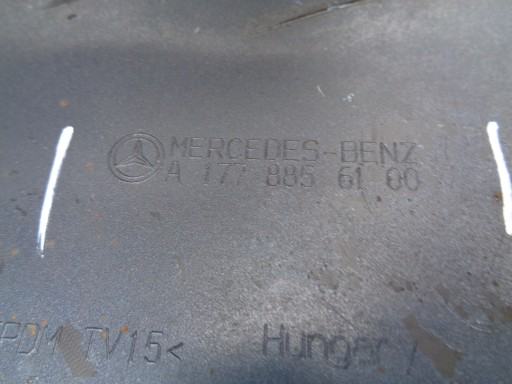 MERCEDES-BENZ
A 177 885 61 00
PDM TV15< Hunger/